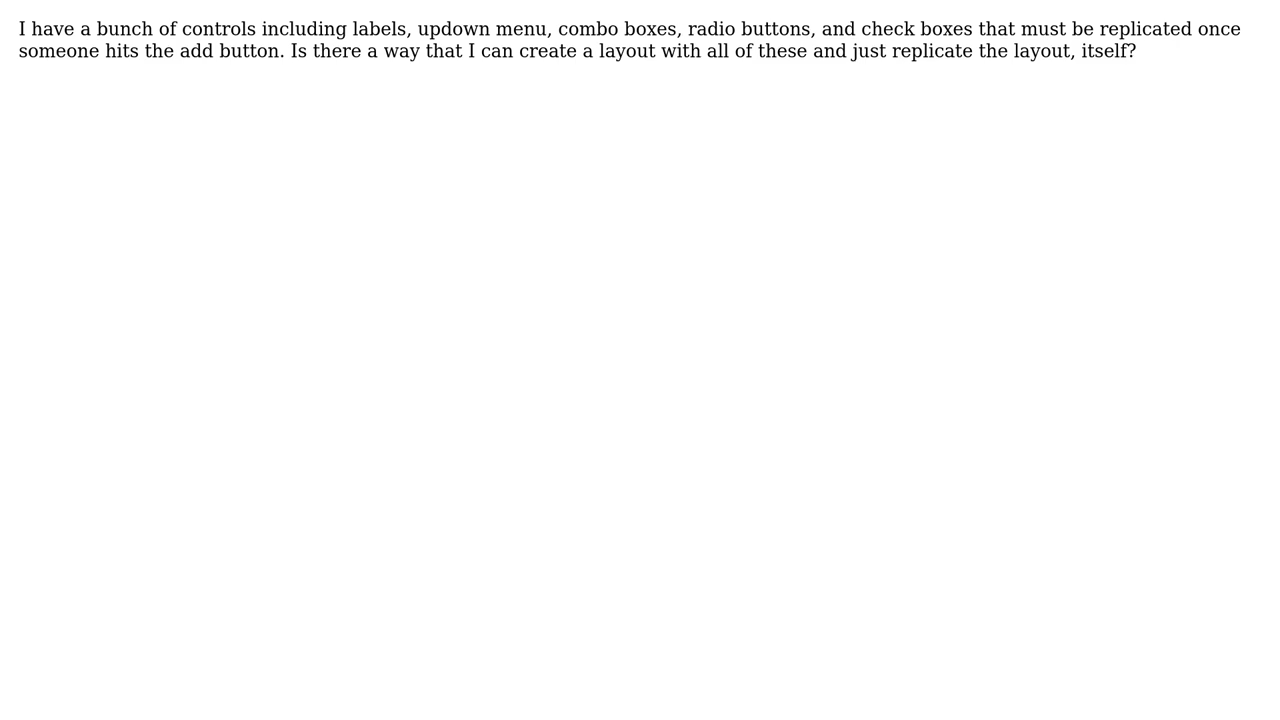 I have a bunch of controls including labels, updown menu, combo boxes, radio buttons, and check boxes that must be replicated once
someone hits the add button. Is there a way that I can create a layout with all of these and just replicate the layout, itself?